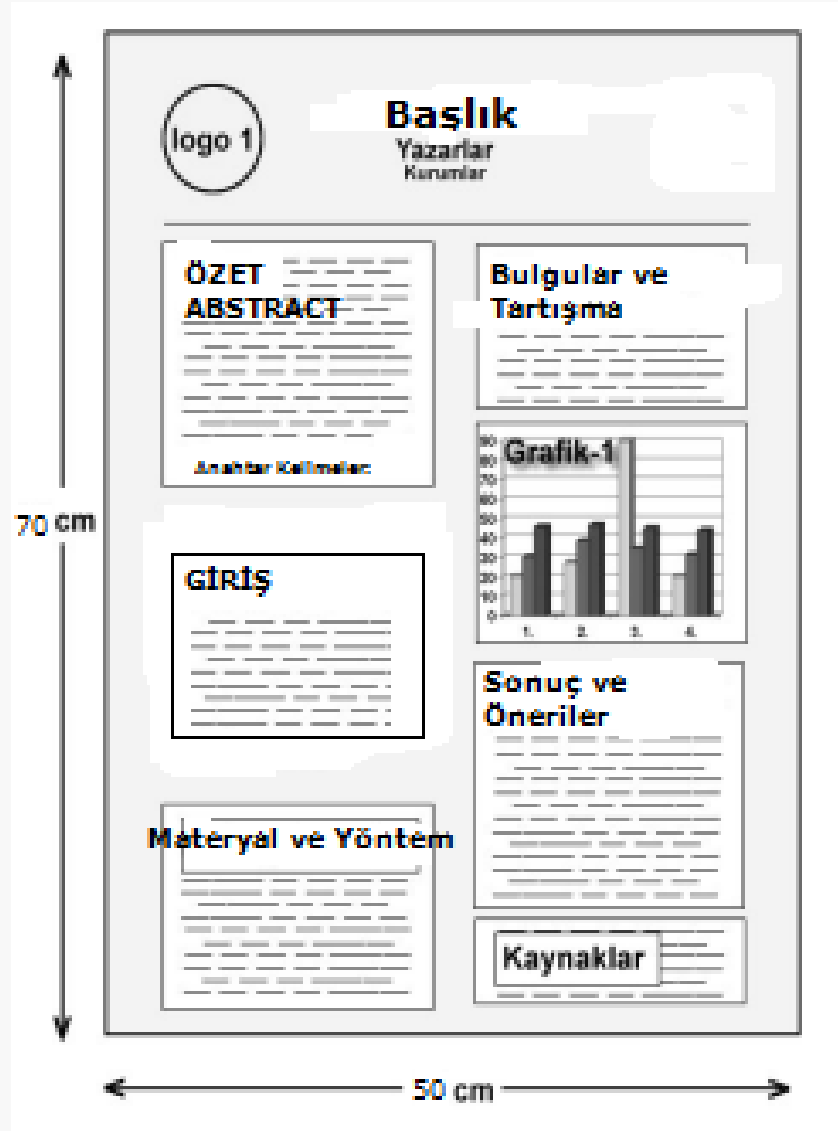 logo 1
Başlık
Yazarlar
Kurumlar
ÖZET
ABSTRACT
Anahtar Kelimeler:
GİRİŞ
Materyal ve Yöntem
Bulgular ve
Tartışma
Grafik-1
90
80
70
60
50
40
30
20
10
0
1. 2. 3. 4.
Sonuç ve
Öneriler
Kaynaklar
70 cm
50 cm